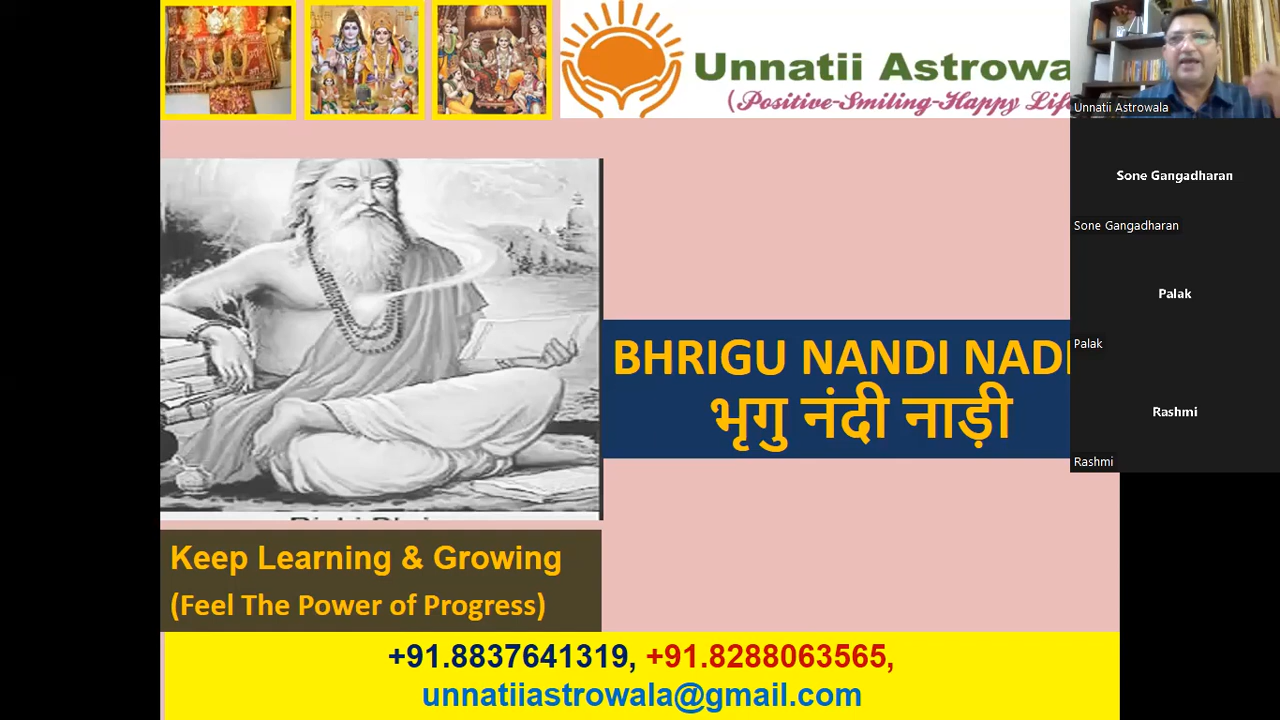 Unnatii Astrowa
(Positive-Smiling-Happy Lif
Unnatii Astrowala
Sone Gangadharan
Sone Gangadharan
Palak
Palak
Rashmi
Rashmi
BHRIGU NANDI NADI
भृगु नंदी नाड़ी
Keep Learning & Growing
(Feel The Power of Progress)
+91.8837641319, +91.8288063565,
unnatiiastrowala@gmail.com